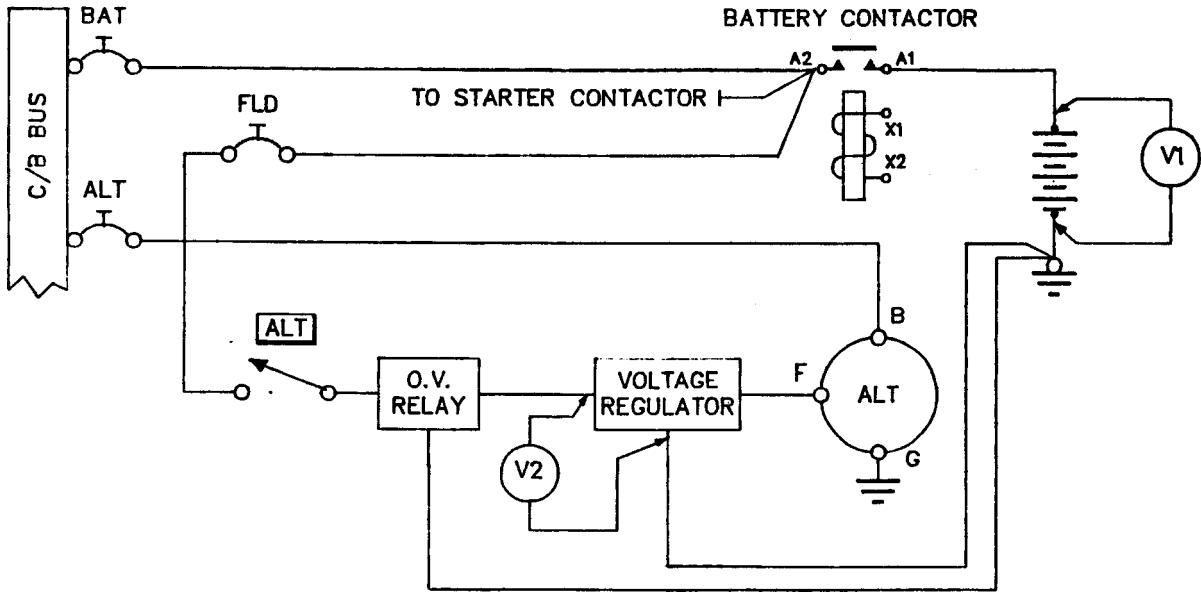 BAT
BATTERY CONTACTOR
A2
A1
TO STARTER CONTACTOR
FLD
X1
X2
V1
C/B BUS
ALT
ALT
B
O.V.
RELAY
VOLTAGE
REGULATOR
F
ALT
G
V2